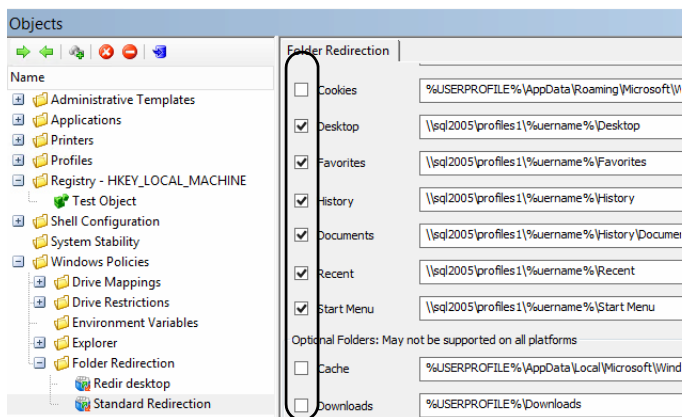 Objects
Name
Administrative Templates
Applications
Printers
Profiles
Registry - HKEY_LOCAL_MACHINE
Test Object
Shell Configuration
System Stability
Windows Policies
Drive Mappings
Drive Restrictions
Environment Variables
Explorer
Folder Redirection
Redir desktop
Standard Redirection
Folder Redirection
Cookies %USERPROFILE%\AppData\Roaming\Microsoft\W
Desktop \\sql2005\profiles1\%uername%\Desktop
Favorites \\sql2005\profiles1\%uername%\Favorites
History \\sql2005\profiles1\%uername%\History
Documents \\sql2005\profiles1\%uername%\History\Docume
Recent \\sql2005\profiles1\%uername%\Recent
Start Menu \\sql2005\profiles1\%uername%\Start Menu
Optional Folders: May not be supported on all platforms
Cache %USERPROFILE%\AppData\Local\Microsoft\Wind
Downloads %USERPROFILE%\Downloads